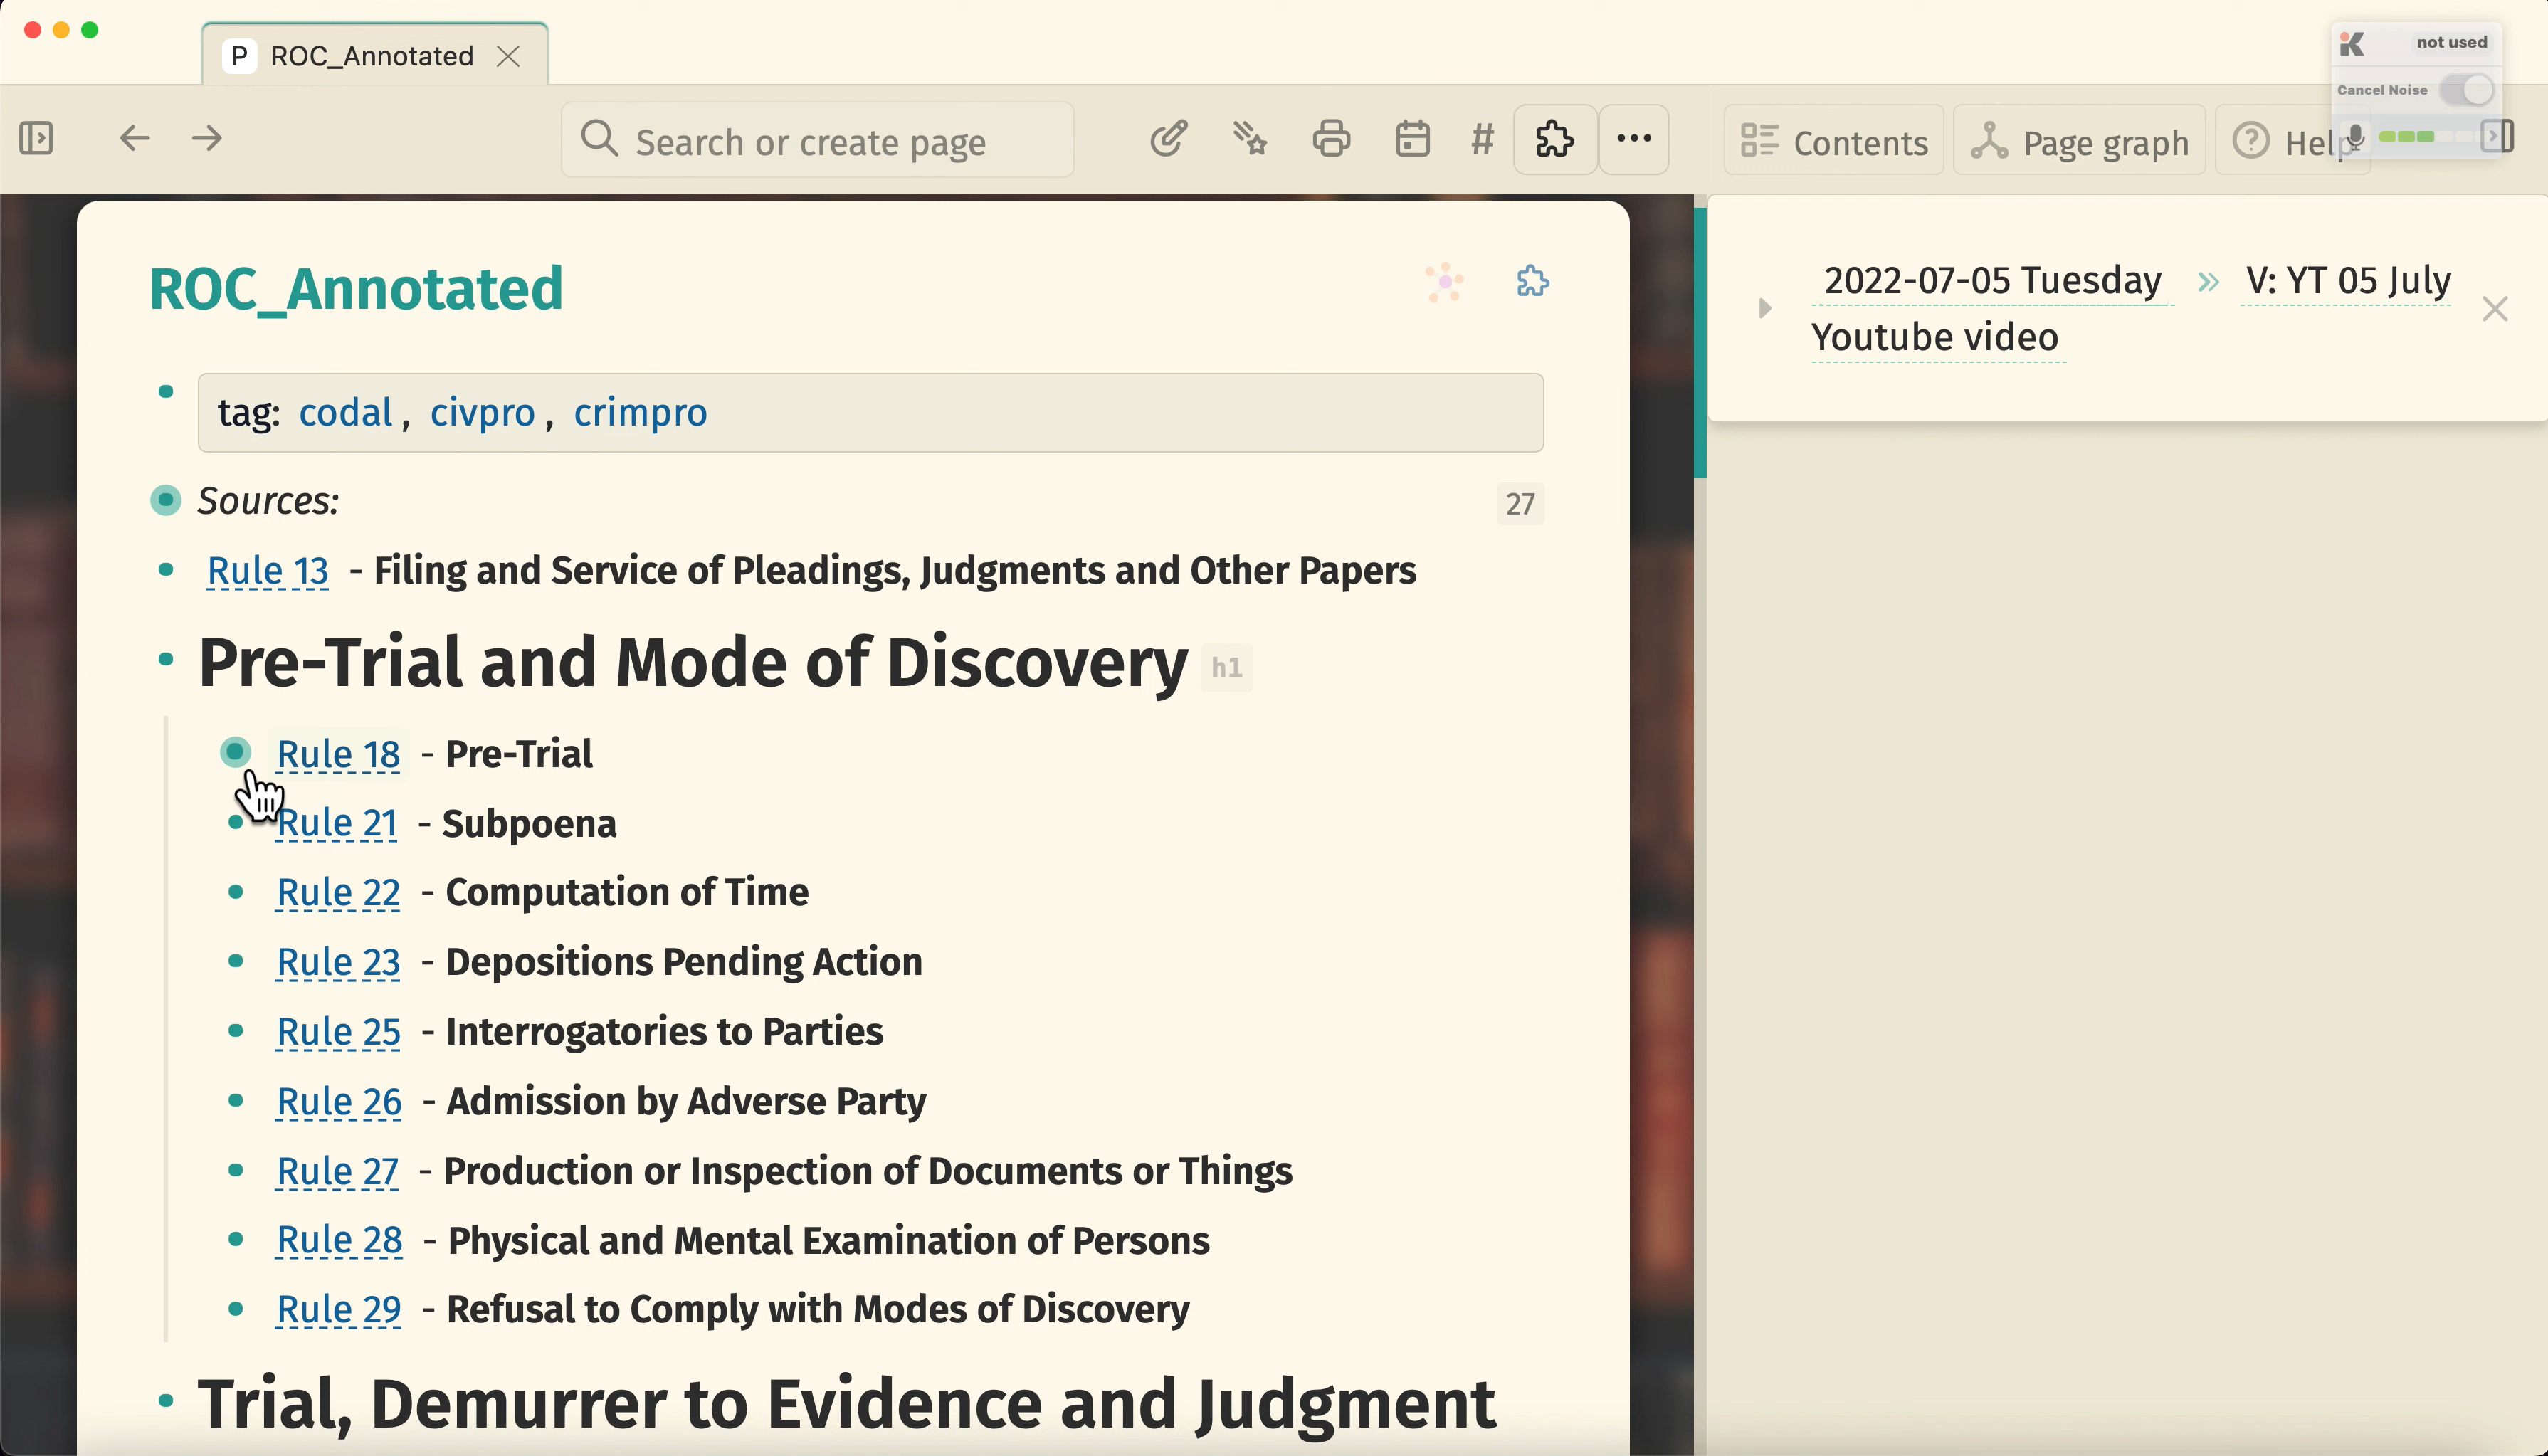 P ROC_Annotated
not used
Cancel Noise
Search or create page
#
Contents
Page graph
Help
ROC_Annotated
tag: codal, civpro, crimpro
Sources:
27
Rule 13 - Filing and Service of Pleadings, Judgments and Other Papers
Pre-Trial and Mode of Discovery h1
Rule 18 - Pre-Trial
Rule 21 - Subpoena
Rule 22 - Computation of Time
Rule 23 - Depositions Pending Action
Rule 25 - Interrogatories to Parties
Rule 26 - Admission by Adverse Party
Rule 27 - Production or Inspection of Documents or Things
Rule 28 - Physical and Mental Examination of Persons
Rule 29 - Refusal to Comply with Modes of Discovery
Trial, Demurrer to Evidence and Judgment
2022-07-05 Tuesday » V: YT 05 July
Youtube video